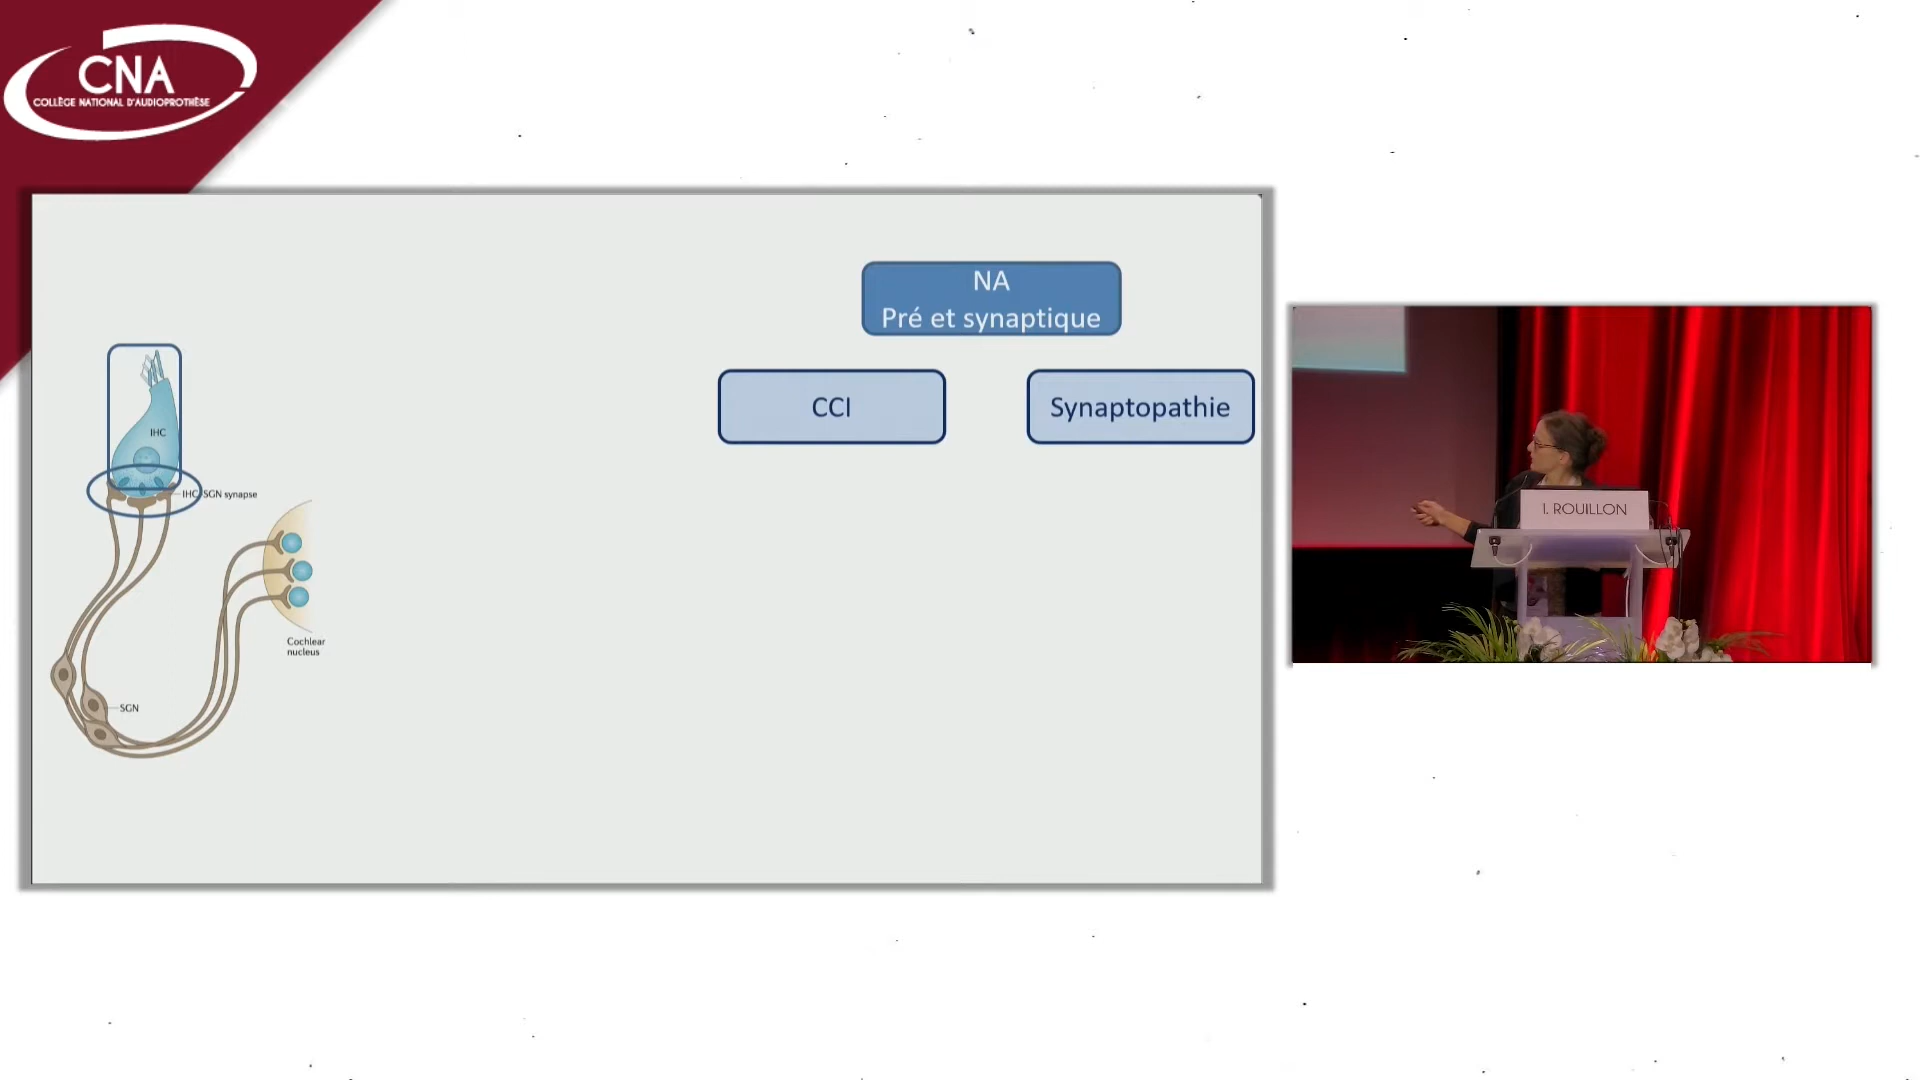 CNA
COLLÈGE NATIONAL D'AUDIOPROTHÈSE
NA
Pré et synaptique
CCI
Synaptopathie
IHC
IHC/SGN synapse
Cochlear
nucleus
SGN
I. ROUILLON